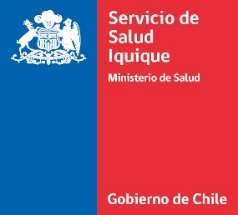 Servicio de
Salud
Iquique
Ministerio de Salud
Gobierno de Chile